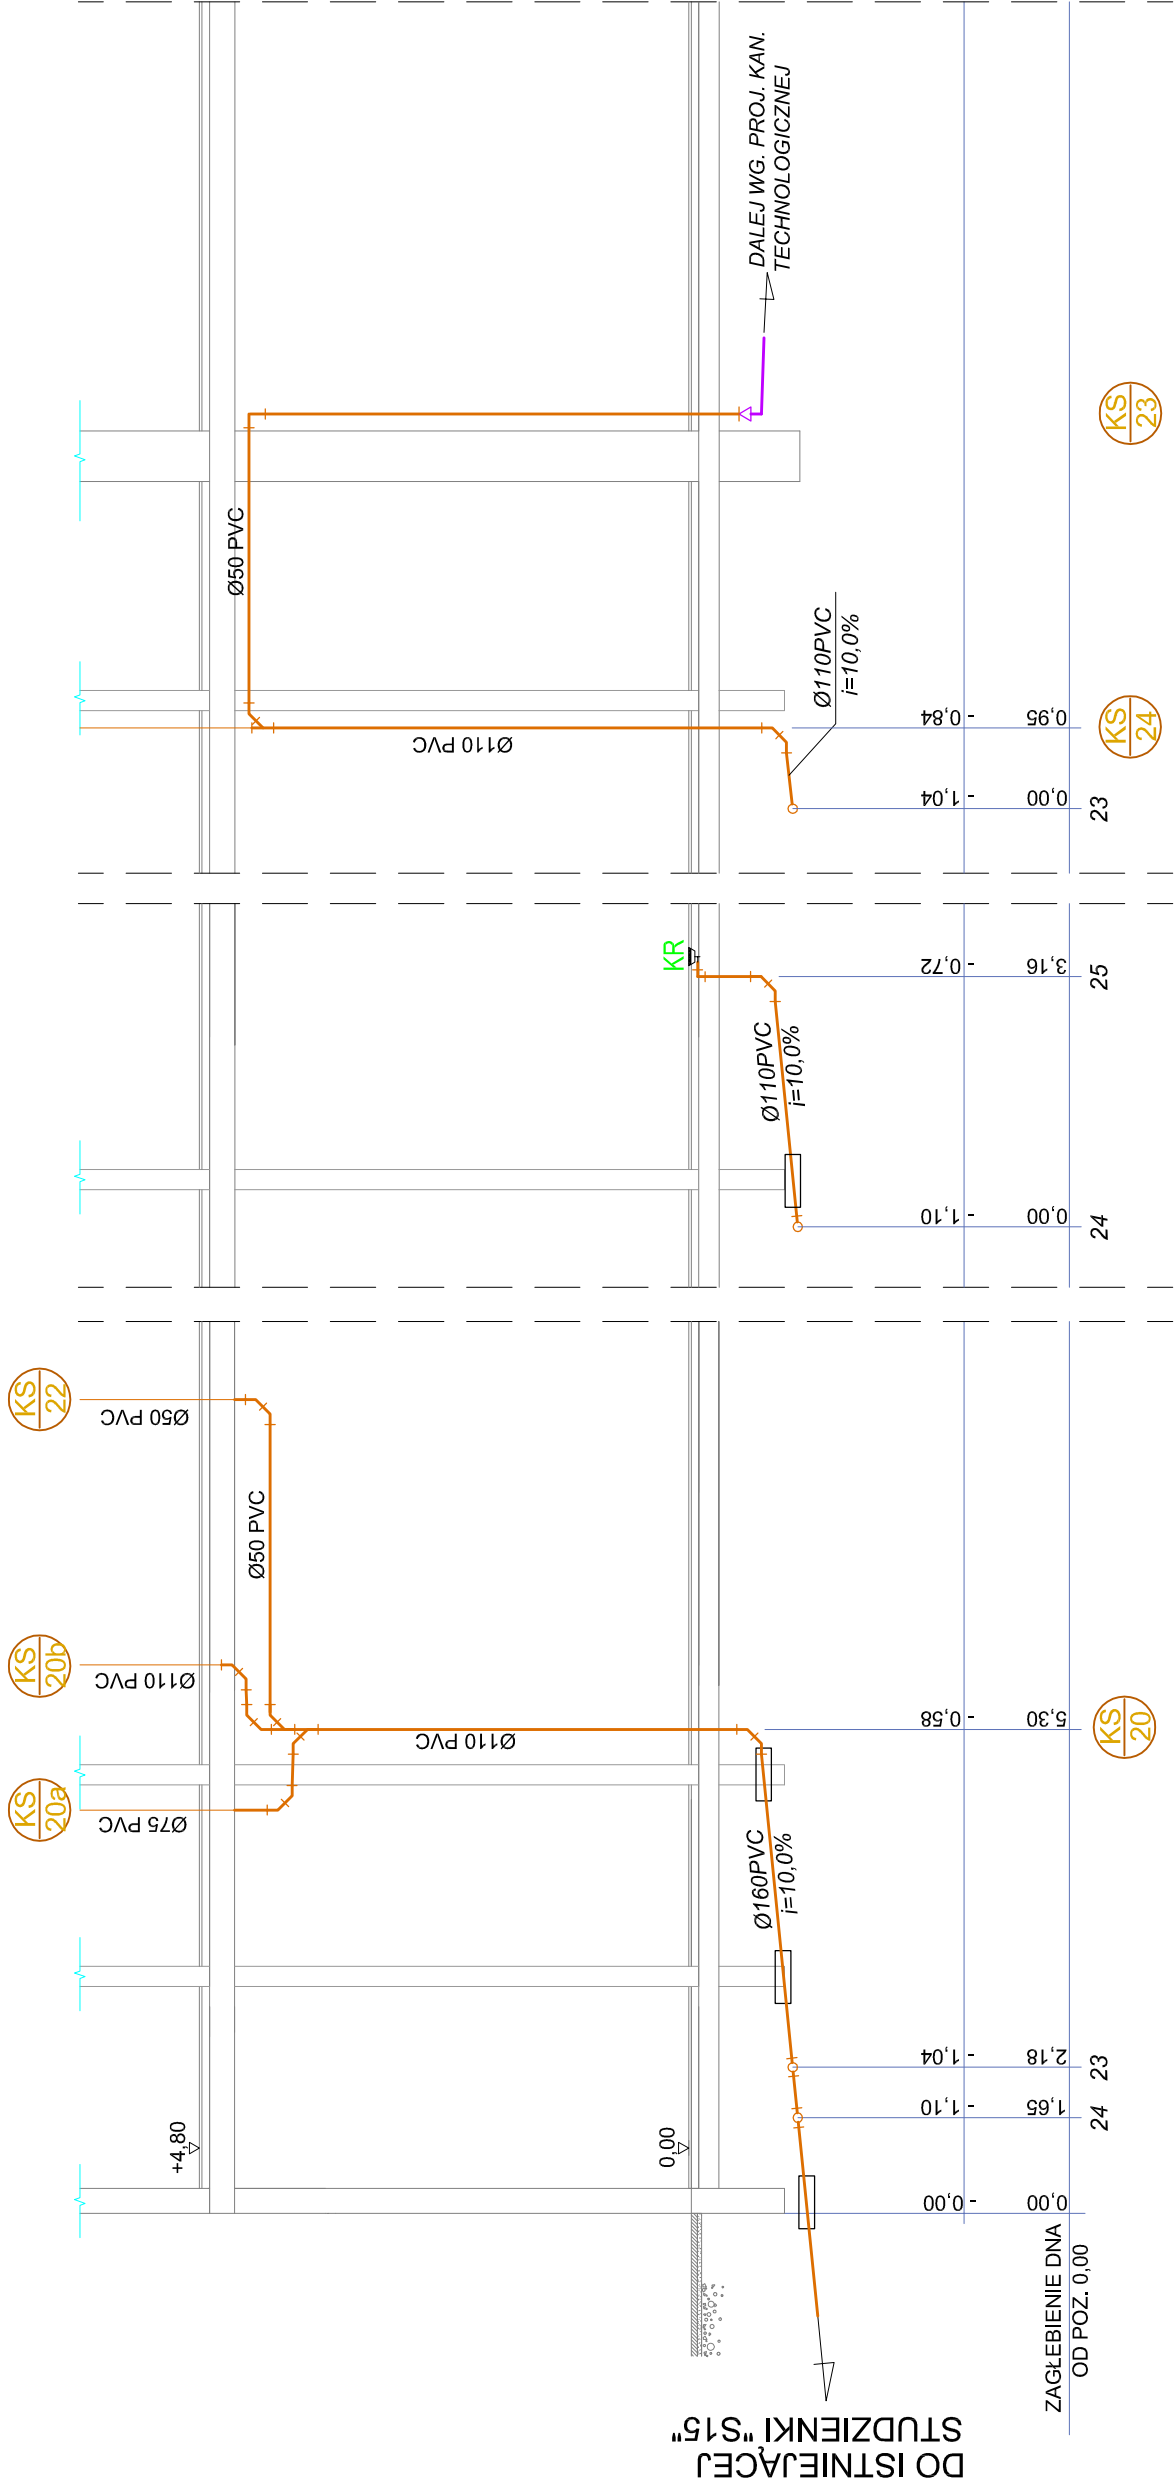 KS
20a
KS
20b
KS
22
Ø75 PVC
Ø110 PVC
Ø50 PVC
Ø50 PVC
Ø110 PVC
+4,80
0,00
Ø160PVC
i=10,0%
DO ISTNIEJĄCEJ
STUDZIENKI "S15"
ZAGŁEBIENIE DNA
OD POZ. 0,00
- 0,00
- 1,10
- 1,04
- 0,58
0,00
1,65
2,18
5,30
24
23
KS
20
KR
Ø110PVC
i=10,0%
- 1,10
- 0,72
0,00
3,16
24
25
Ø50 PVC
Ø110 PVC
Ø110PVC
i=10,0%
DALEJ WG. PROJ. KAN.
TECHNOLOGICZNEJ
- 1,04
- 0,84
0,00
0,95
23
KS
24
KS
23